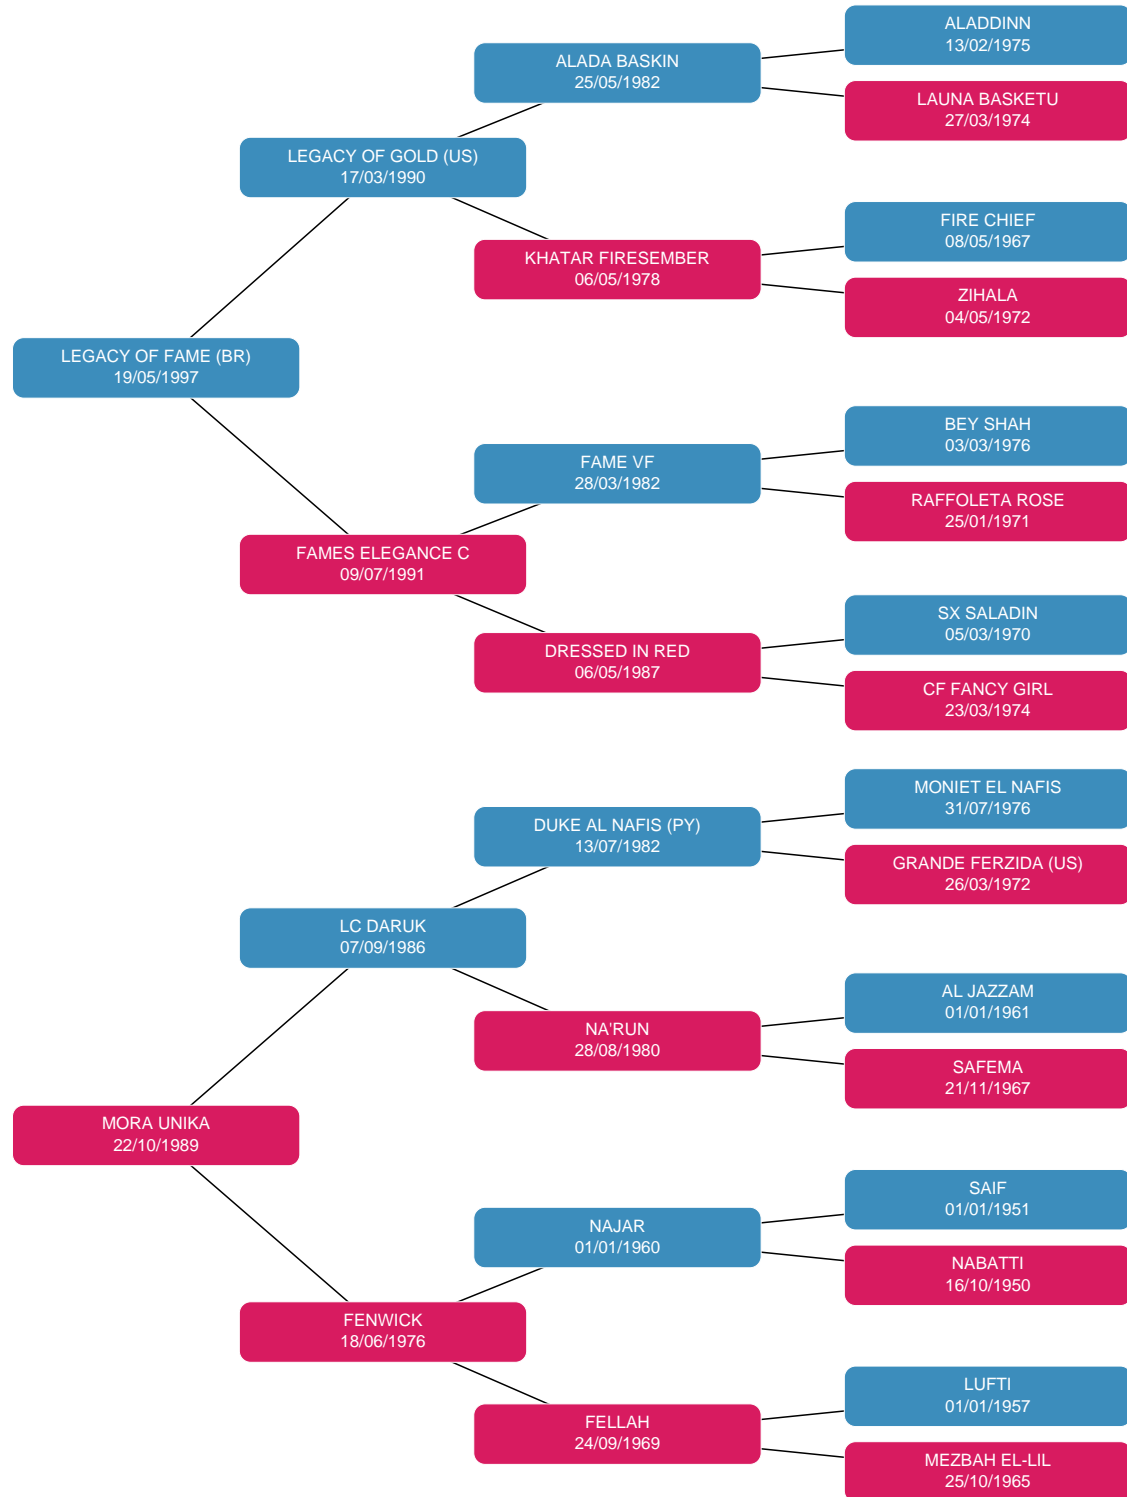 ALADDINN
13/02/1975
ALADA BASKIN
25/05/1982
LAUNA BASKETU
27/03/1974
LEGACY OF GOLD (US)
17/03/1990
FIRE CHIEF
08/05/1967
KHATAR FIRESEMBER
06/05/1978
ZIHALA
04/05/1972
LEGACY OF FAME (BR)
19/05/1997
BEY SHAH
03/03/1976
FAME VF
28/03/1982
RAFFOLETA ROSE
25/01/1971
FAMES ELEGANCE C
09/07/1991
SX SALADIN
05/03/1970
DRESSED IN RED
06/05/1987
CF FANCY GIRL
23/03/1974
MONIET EL NAFIS
31/07/1976
DUKE AL NAFIS (PY)
13/07/1982
GRANDE FERZIDA (US)
26/03/1972
LC DARUK
07/09/1986
AL JAZZAM
01/01/1961
NA'RUN
28/08/1980
SAFEMA
21/11/1967
MORA UNIKA
22/10/1989
SAIF
01/01/1951
NAJAR
01/01/1960
NABATTI
16/10/1950
FENWICK
18/06/1976
LUFTI
01/01/1957
FELLAH
24/09/1969
MEZBAH EL-LIL
25/10/1965